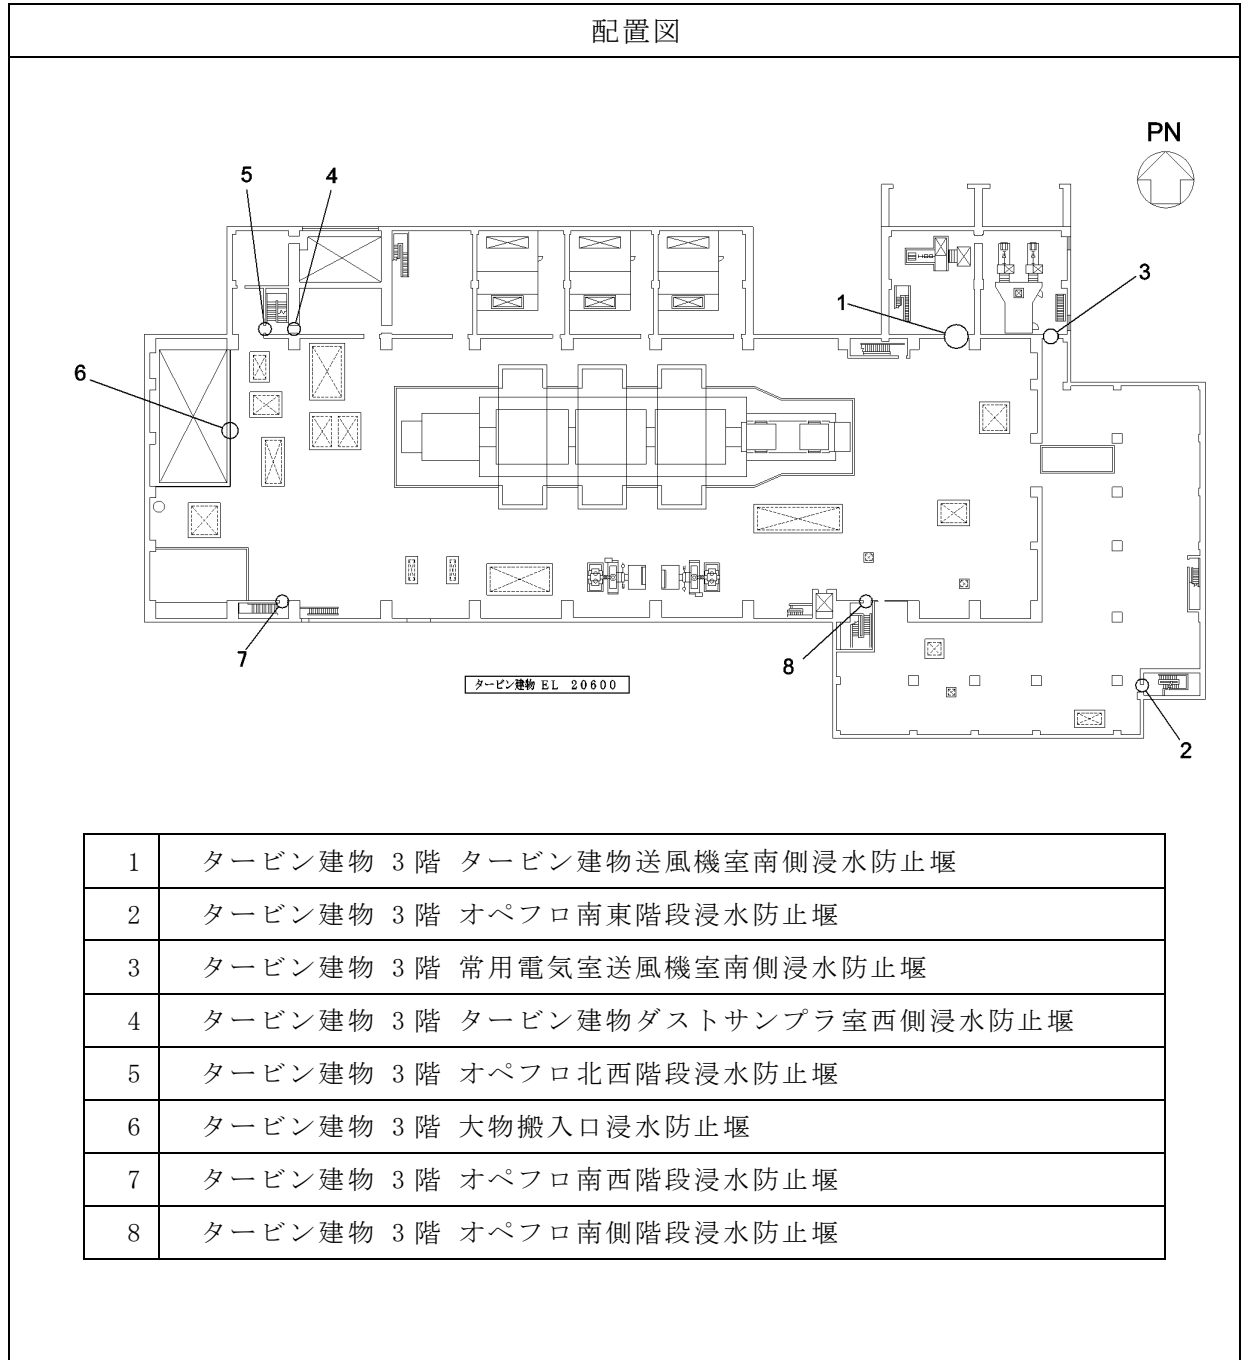 配置図
PN
5
4
3
1
6
7
8
2
タービン建物 EL 20600
1 タービン建物 3階 タービン建物送風機室南側浸水防止堰
2 タービン建物 3階 オペフロ南東階段浸水防止堰
3 タービン建物 3階 常用電気室送風機室南側浸水防止堰
4 タービン建物 3階 タービン建物ダストサンプラ室西側浸水防止堰
5 タービン建物 3階 オペフロ北西階段浸水防止堰
6 タービン建物 3階 大物搬入口浸水防止堰
7 タービン建物 3階 オペフロ南西階段浸水防止堰
8 タービン建物 3階 オペフロ南側階段浸水防止堰